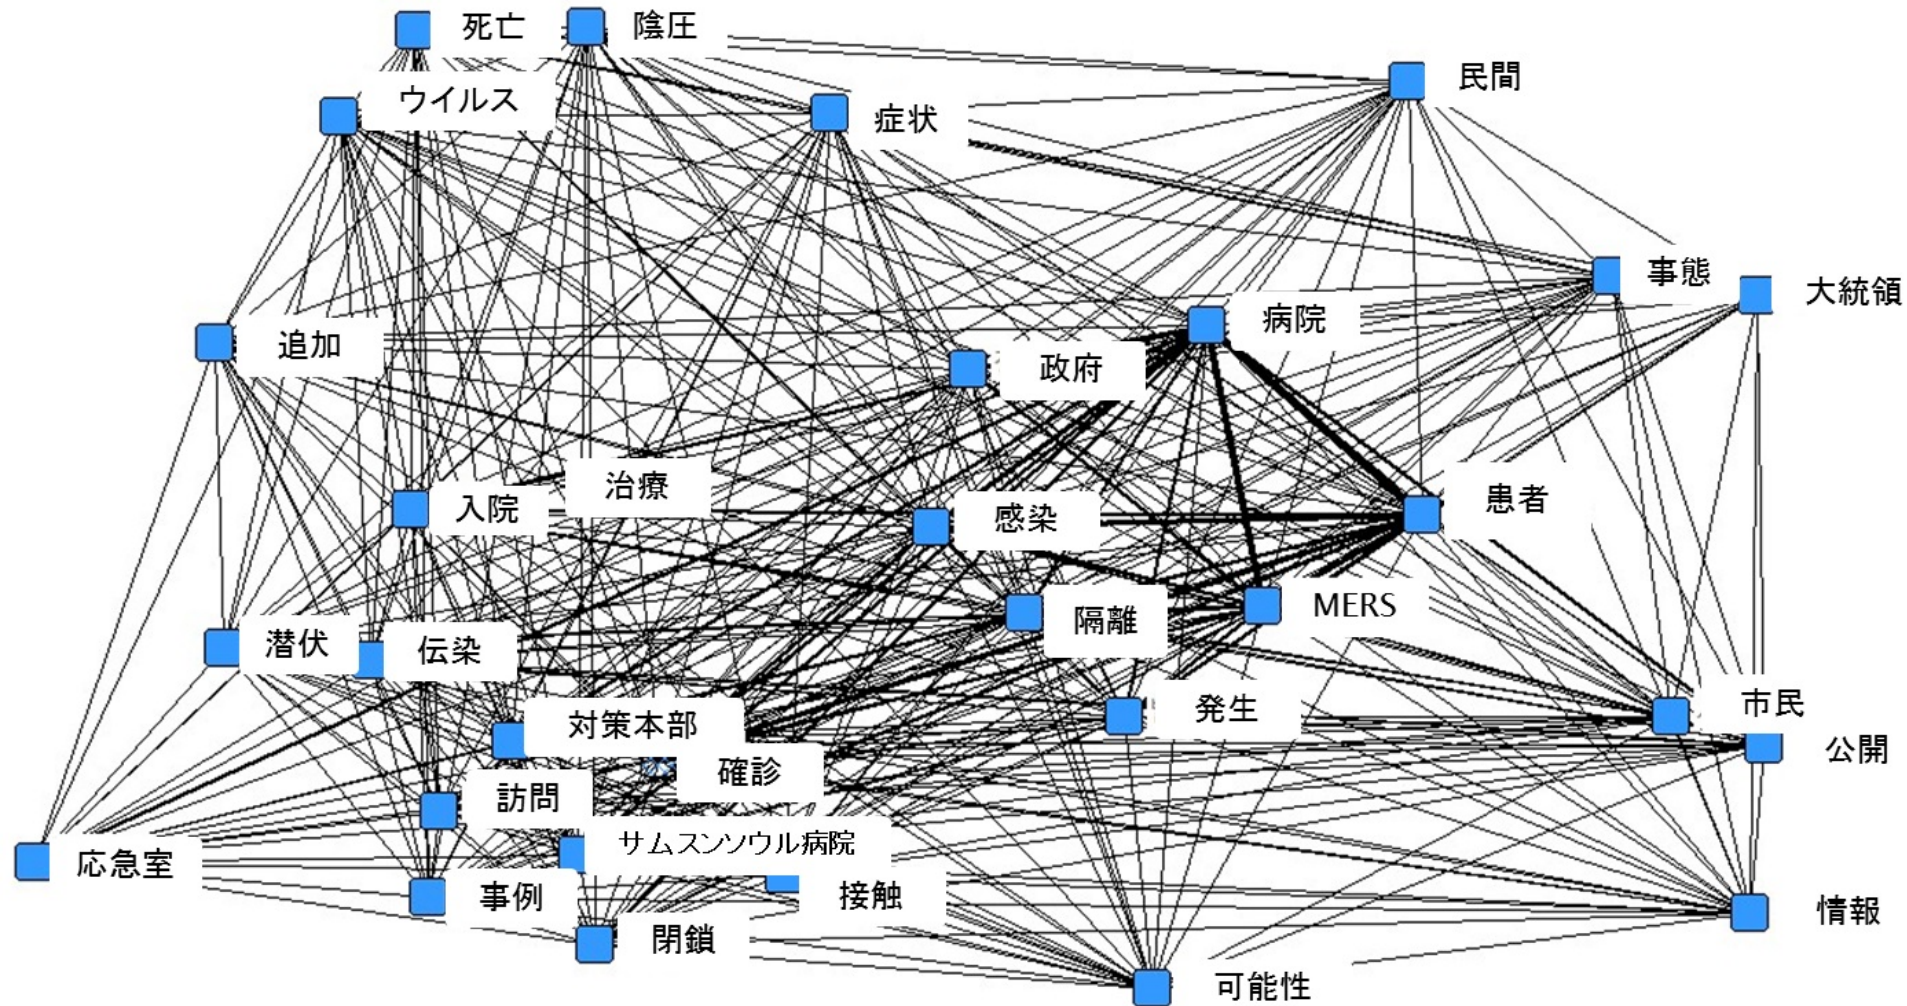 死亡
陰圧
民間
ウイルス
症状
事態
大統領
病院
追加
政府
治療
患者
入院
感染
MERS
隔離
潜伏
伝染
市民
発生
対策本部
公開
確診
訪問
サムスンソウル病院
応急室
事例
接触
情報
閉鎖
可能性